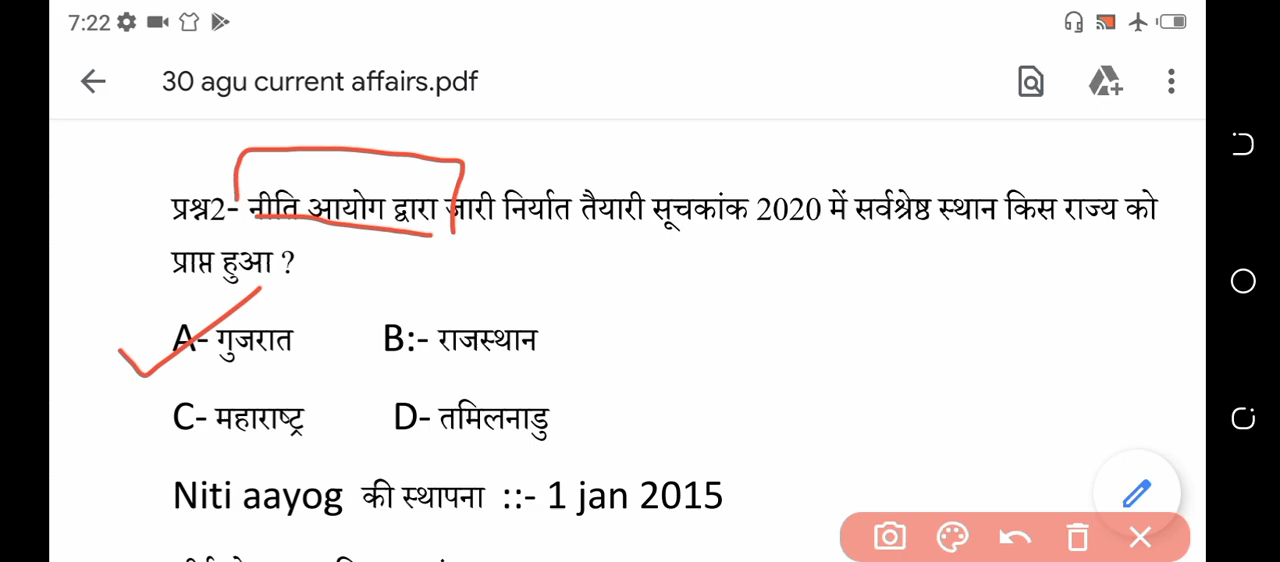 7:22
30 agu current affairs.pdf
प्रश्न2- नीति आयोग द्वारा जारी निर्यात तैयारी सूचकांक 2020 में सर्वश्रेष्ठ स्थान किस राज्य को
प्राप्त हुआ ?
A- गुजरात B:- राजस्थान
C- महाराष्ट्र D- तमिलनाडु
Niti aayog की स्थापना ::- 1 jan 2015